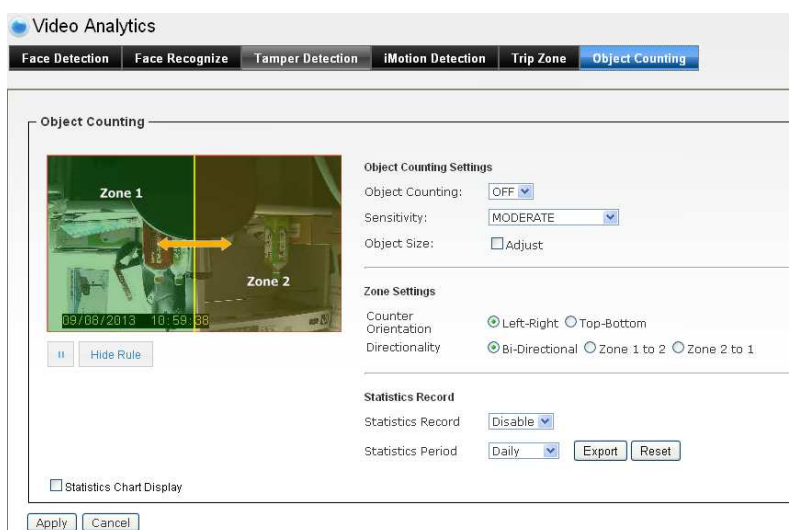 Video Analytics
Face Detection Face Recognize Tamper Detection iMotion Detection Trip Zone Object Counting
Object Counting
Zone 1
Zone 2
09/08/2013 10:59:38
II Hide Rule
Object Counting Settings
Object Counting: OFF
Sensitivity: MODERATE
Object Size: Adjust
Zone Settings
Counter
Orientation Left-Right Top-Bottom
Directionality Bi-Directional Zone 1 to 2 Zone 2 to 1
Statistics Record
Statistics Record Disable
Statistics Period Daily Export Reset
Statistics Chart Display
Apply Cancel